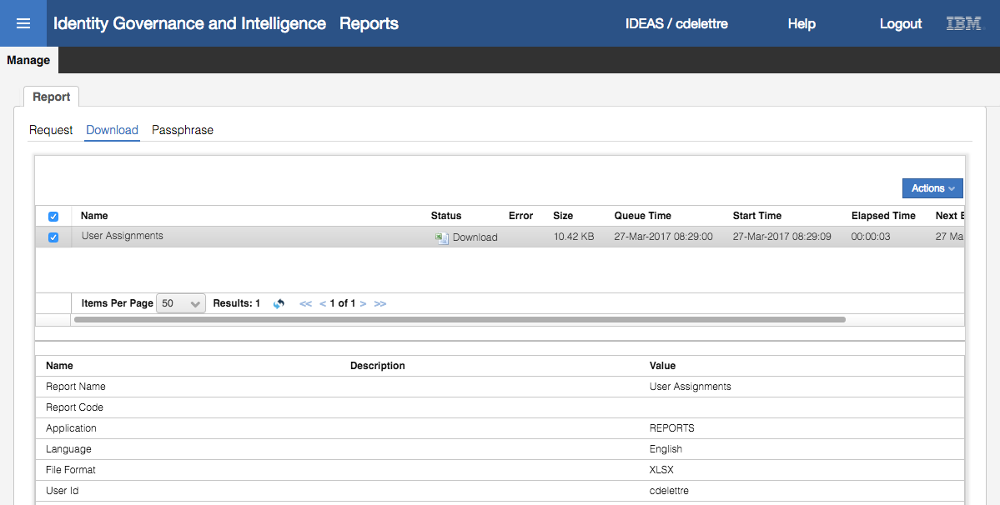 Identity Governance and Intelligence Reports IDEAS / cdelettre Help Logout IBM
Manage
Report
Request Download Passphrase
Actions
Name Status Error Size Queue Time Start Time Elapsed Time Next E
User Assignments Download 10.42 KB 27-Mar-2017 08:29:00 27-Mar-2017 08:29:09 00:00:03 27 Ma
Items Per Page 50 Results: 1 << < 1 of 1 > >>
Name Description Value
Report Name User Assignments
Report Code
Application REPORTS
Language English
File Format XLSX
User Id cdelettre